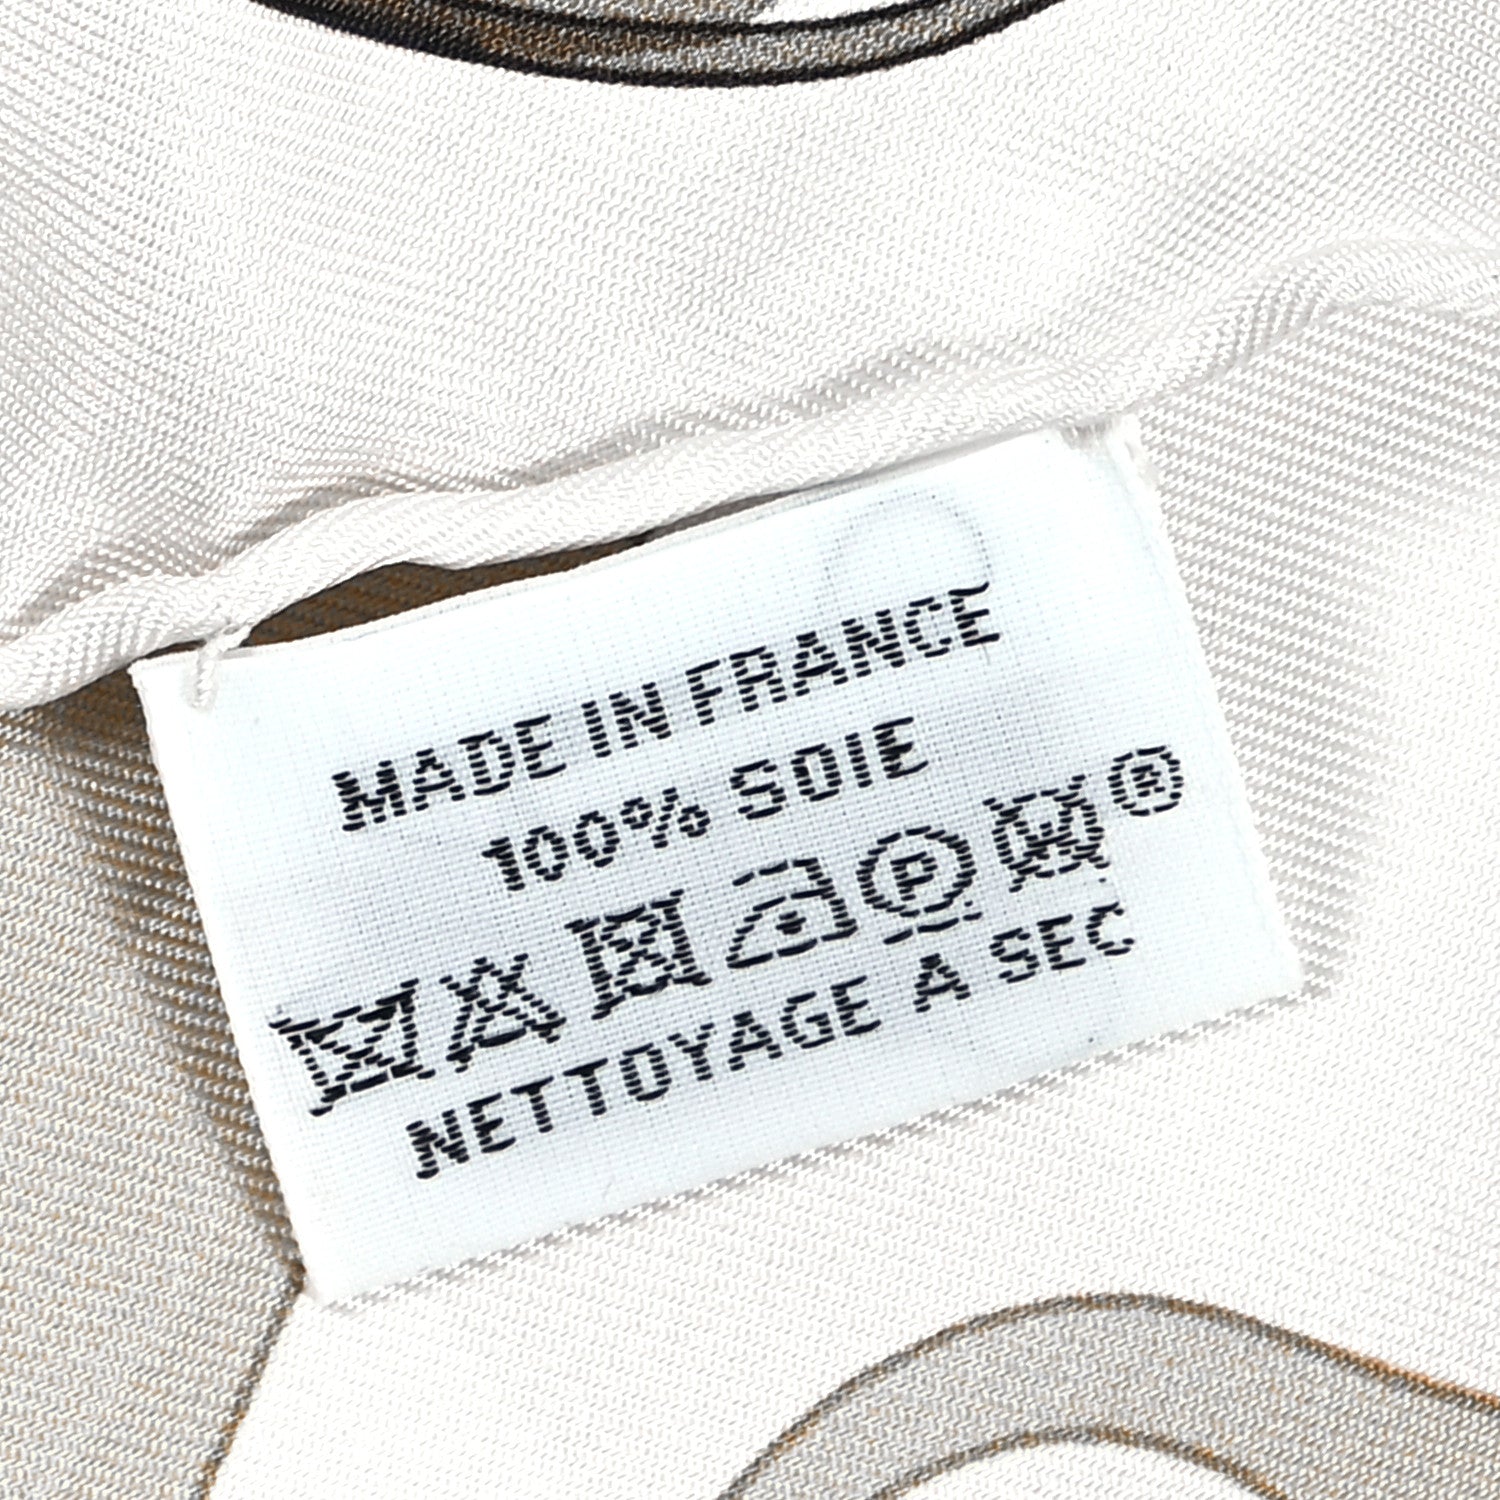 MADE IN FRANCE
100% SOIE
P W ®
NETTOYAGE A SEC